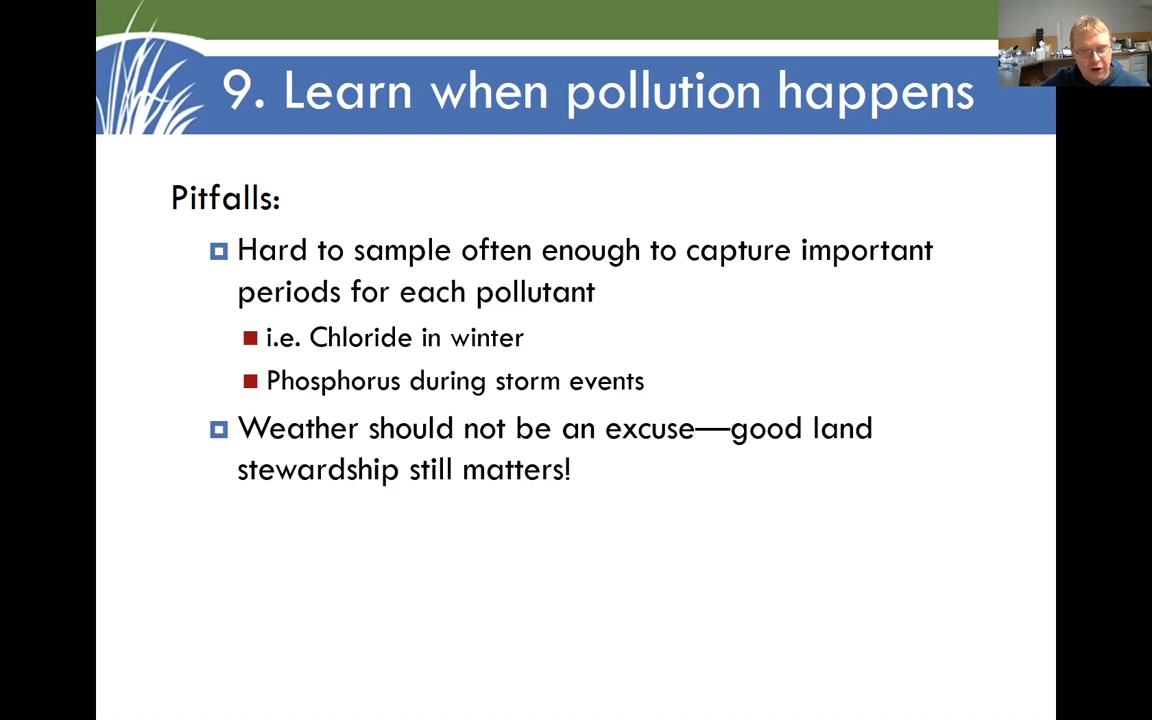 9. Learn when pollution happens
Pitfalls:
Hard to sample often enough to capture important
periods for each pollutant
i.e. Chloride in winter
Phosphorus during storm events
Weather should not be an excuse—good land
stewardship still matters!